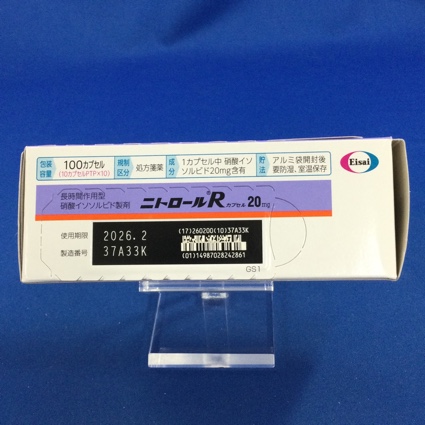 包装容量 100カプセル (10カプセルPTP×10)
規制区分 処方箋薬
成分 1カプセル中 硝酸イソソルビド20mg含有
貯法 アルミ袋開封後 要防湿、室温保存
Eisai
長時間作用型
硝酸イソソルビド製剤
ニトロール®Rカプセル20mg
使用期限 2026.2
製造番号 37A33K
(17)260200(10)37A33K
(01)14987028242861
GS1